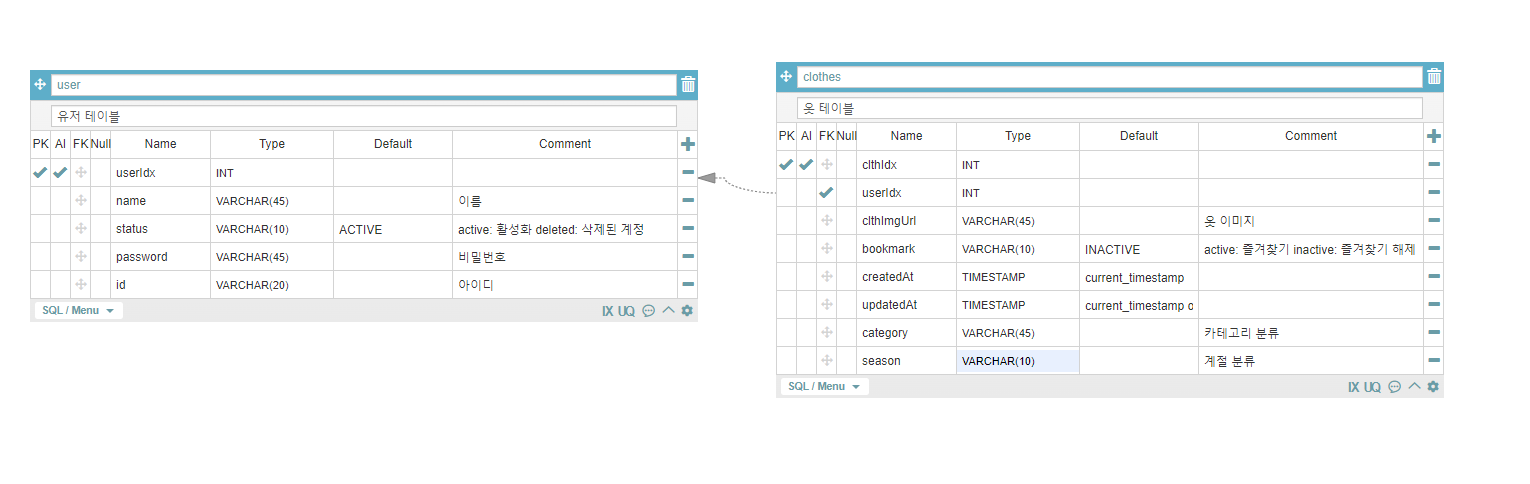 user
유저 테이블
PK AI FK Null Name Type Default Comment
userIdx INT
name VARCHAR(45) 이름
status VARCHAR(10) ACTIVE active: 활성화 deleted: 삭제된 계정
password VARCHAR(45) 비밀번호
id VARCHAR(20) 아이디
SQL / Menu IX UQ
clothes
옷 테이블
PK AI FK Null Name Type Default Comment
clthIdx INT
userIdx INT
clthImgUrl VARCHAR(45) 옷 이미지
bookmark VARCHAR(10) INACTIVE active: 즐겨찾기 inactive: 즐겨찾기 해제
createdAt TIMESTAMP current_timestamp
updatedAt TIMESTAMP current_timestamp o
category VARCHAR(45) 카테고리 분류
season VARCHAR(10) 계절 분류
SQL / Menu IX UQ